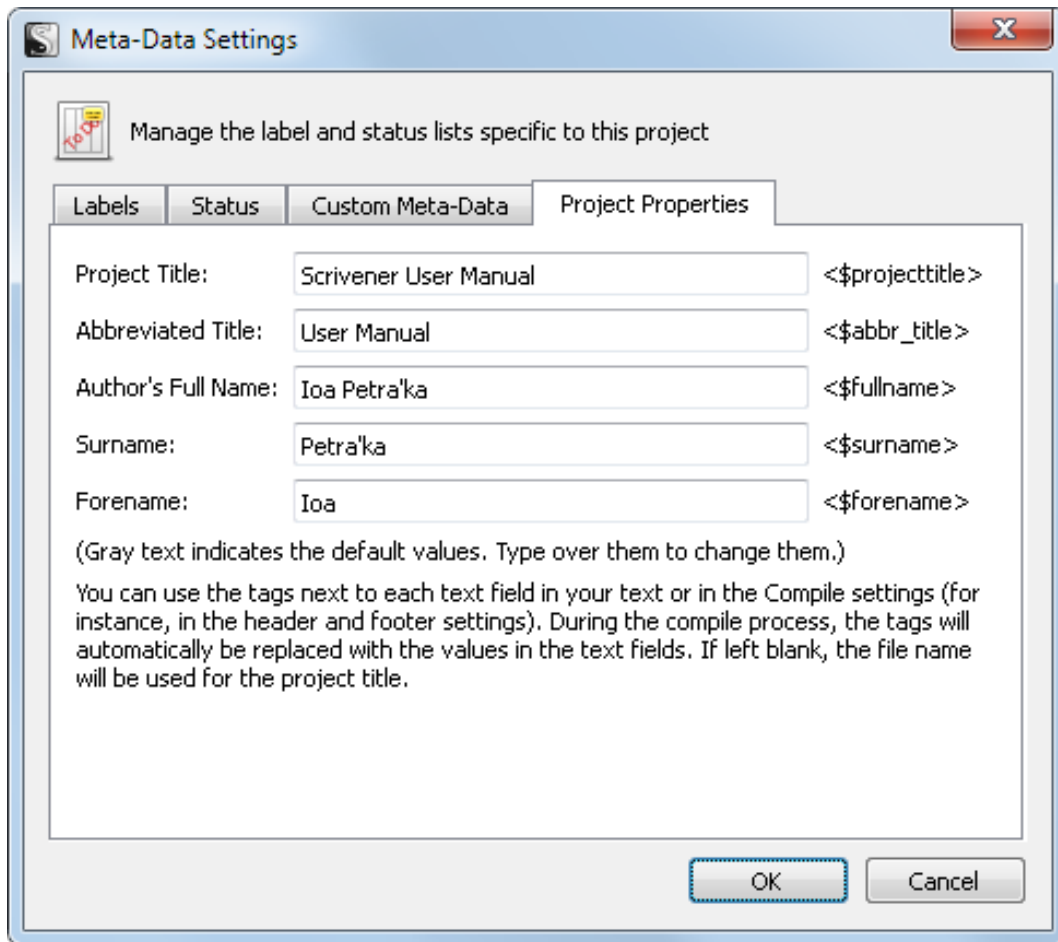 Meta-Data Settings
Manage the label and status lists specific to this project
Labels Status Custom Meta-Data Project Properties
Project Title: Scrivener User Manual <$projecttitle>
Abbreviated Title: User Manual <$abbr_title>
Author's Full Name: Ioa Petra'ka <$fullname>
Surname: Petra'ka <$surname>
Forename: Ioa <$forename>
(Gray text indicates the default values. Type over them to change them.)
You can use the tags next to each text field in your text or in the Compile settings (for
instance, in the header and footer settings). During the compile process, the tags will
automatically be replaced with the values in the text fields. If left blank, the file name
will be used for the project title.
OK Cancel